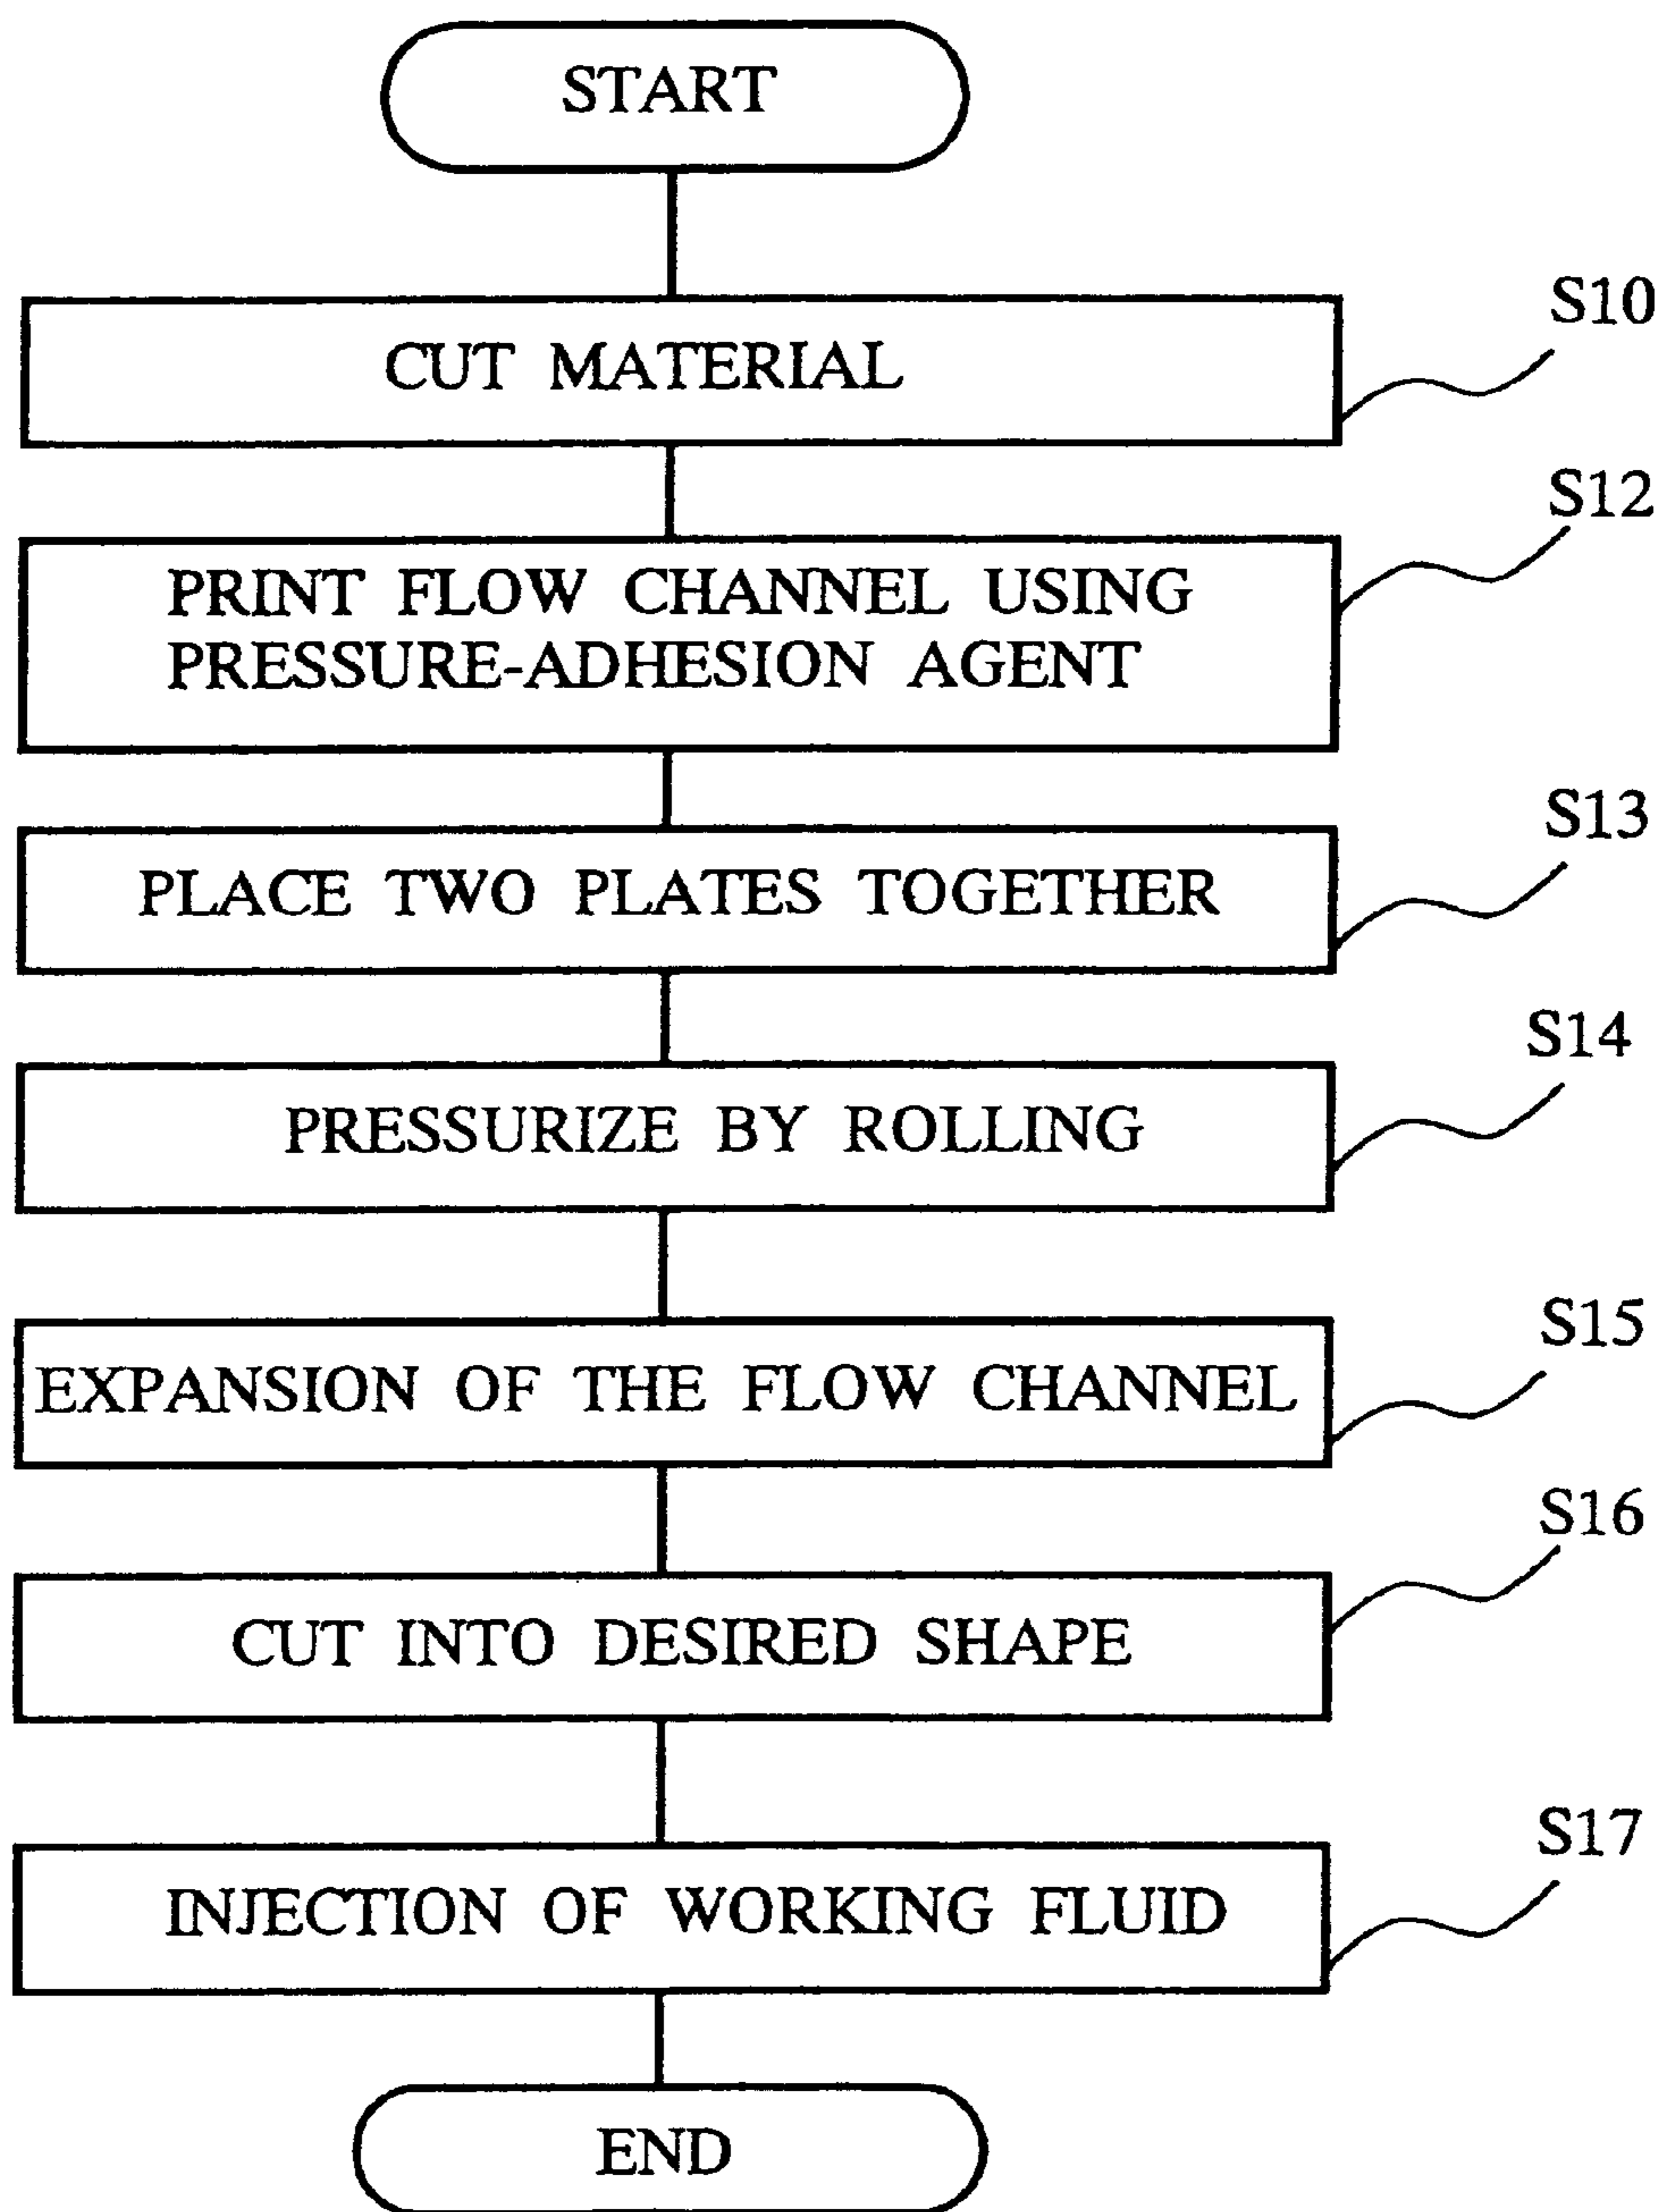 START
S10
CUT MATERIAL
S12
PRINT FLOW CHANNEL USING
PRESSURE-ADHESION AGENT
S13
PLACE TWO PLATES TOGETHER
S14
PRESSURIZE BY ROLLING
S15
EXPANSION OF THE FLOW CHANNEL
S16
CUT INTO DESIRED SHAPE
S17
INJECTION OF WORKING FLUID
END